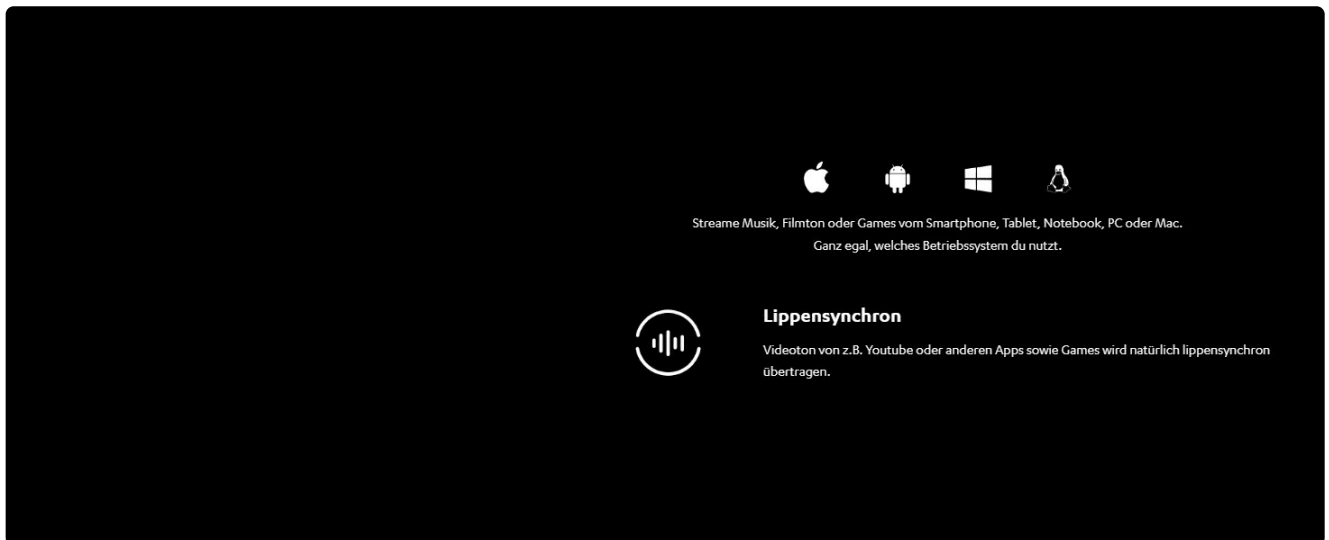 Streame Musik, Filmton oder Games vom Smartphone, Tablet, Notebook, PC oder Mac.
Ganz egal, welches Betriebssystem du nutzt.
Lippensynchron
Videoton von z.B. Youtube oder anderen Apps sowie Games wird natürlich lippensynchron
übertragen.